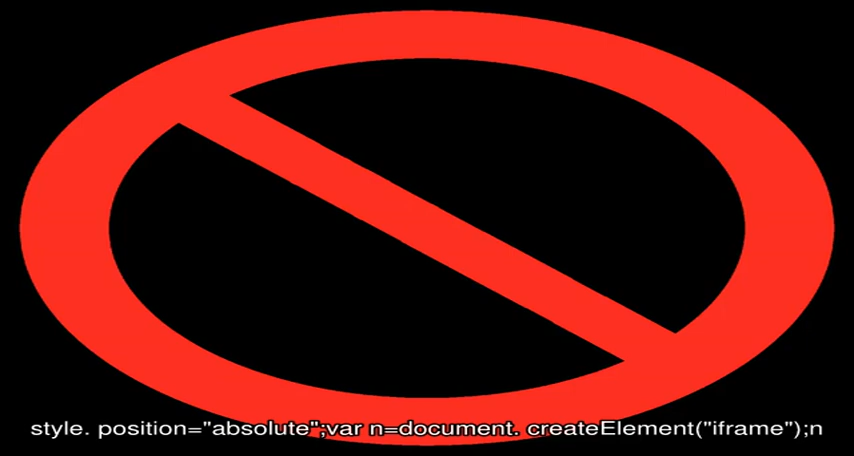 style. position="absolute";var n=document. createElement("iframe");n